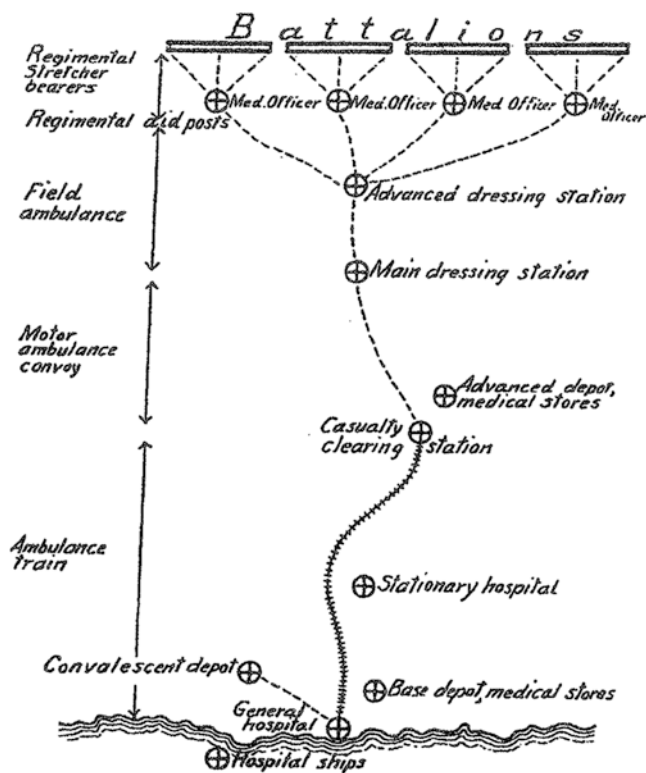 Battalions
Regimental
Stretcher
bearers
Med. Officer
Med. Officer
Med Officer
Med.
officer
Regimental aid posts
Field
ambulance
Advanced dressing station
Main dressing station
Motor
ambulance
convoy
Advanced depot,
medical stores
Casualty
clearing station
Ambulance
train
Stationary hospital
Convalescent depot
Base depot, medical stores
General
hospital
Hospital ships